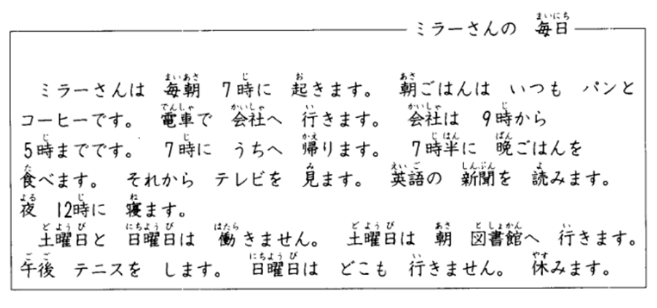 ミラーさんの 毎日
ミラーさんは 毎朝 7時に 起きます。 朝ごはんは いつも パンと
コーヒーです。 電車で 会社へ 行きます。 会社は 9時から
5時までです。 7時に うちへ 帰ります。 7時半に 晩ごはんを
食べます。 それから テレビを 見ます。 英語の 新聞を 読みます。
夜 12時に 寝ます。
土曜日と 日曜日は 働きません。 土曜日は 朝 図書館へ 行きます。
午後 テニスを します。 日曜日は どこも 行きません。 休みます。